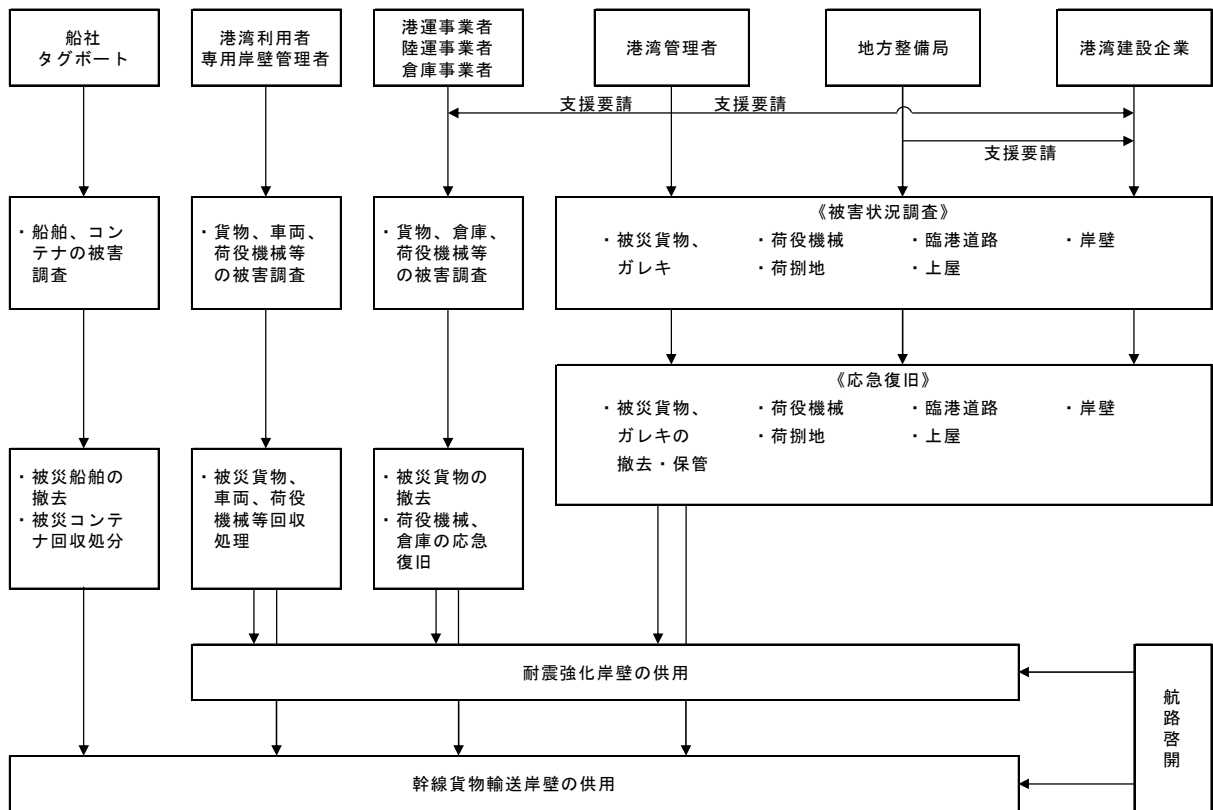 船社
タグボート
港湾利用者
専用岸壁管理者
港運事業者
陸運事業者
倉庫事業者
港湾管理者
地方整備局
港湾建設企業
支援要請
支援要請
支援要請
・船舶、コン
テナの被害
調査
・貨物、車両、
荷役機械等
の被害調査
・貨物、倉庫、
荷役機械等
の被害調査
《被害状況調査》
・被災貨物、
ガレキ
・荷役機械
・荷捌地
・臨港道路
・上屋
・岸壁
《応急復旧》
・被災貨物、
ガレキの
撤去・保管
・荷役機械
・荷捌地
・臨港道路
・上屋
・岸壁
・被災船舶の
撤去
・被災コンテ
ナ回収処分
・被災貨物、
車両、荷役
機械等回収
処理
・被災貨物の
撤去
・荷役機械、
倉庫の応急
復旧
耐震強化岸壁の供用
航路啓開
幹線貨物輸送岸壁の供用